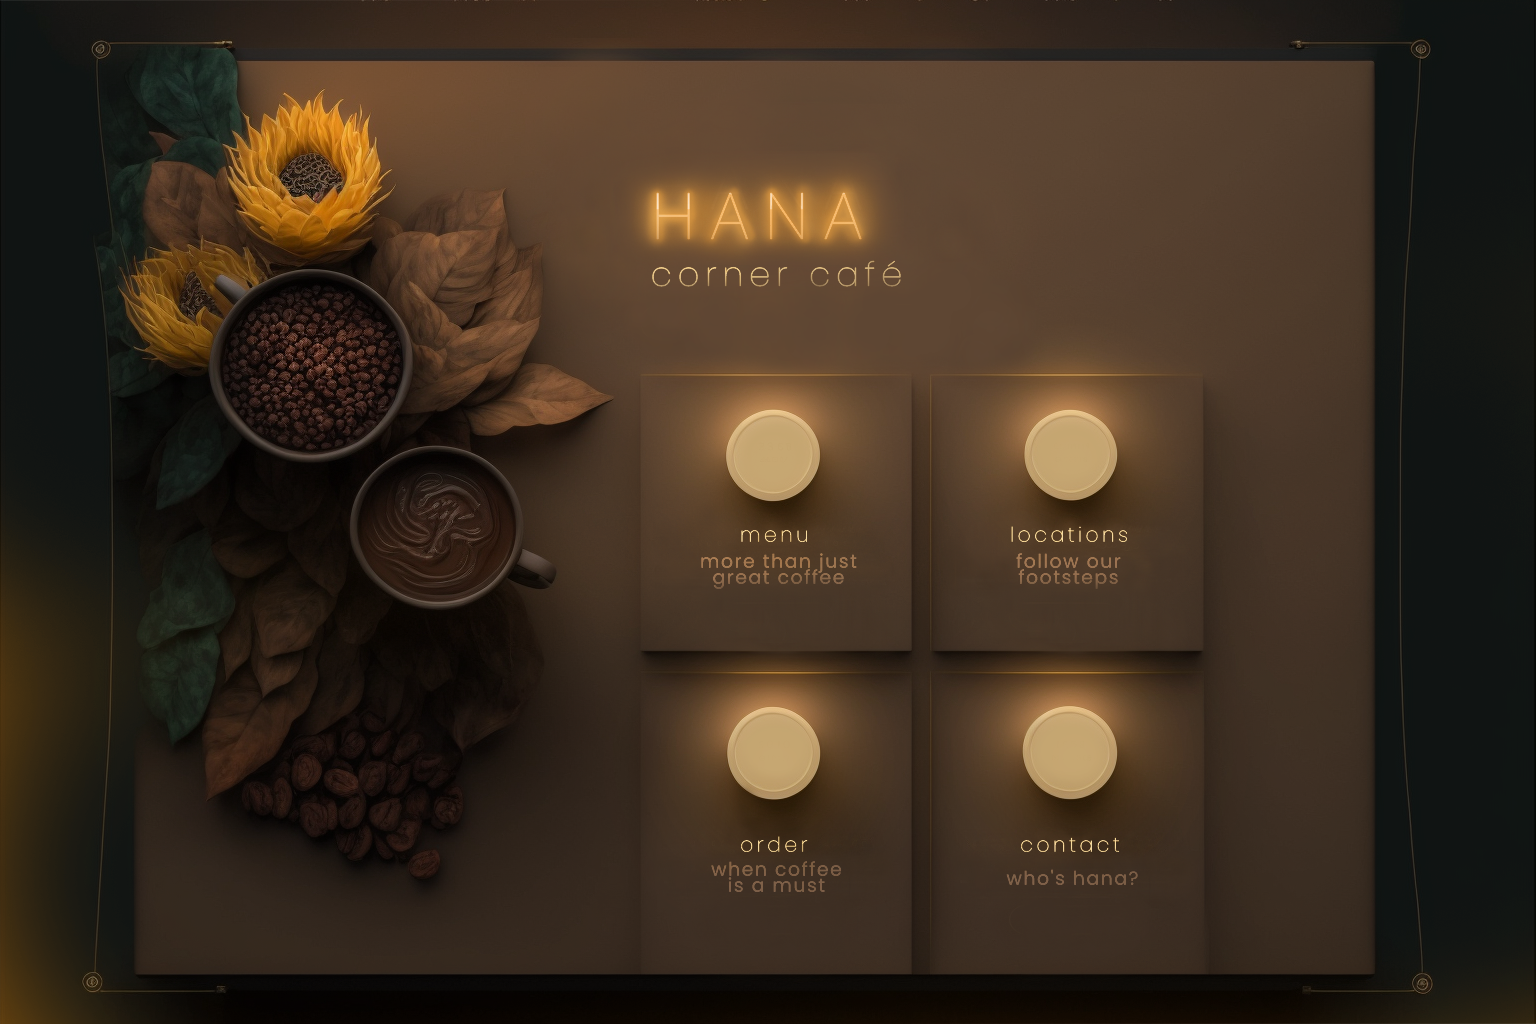 HANA
corner café
menu
more than just
great coffee
locations
follow our
footsteps
order
when coffee
is a must
contact
who's hana?